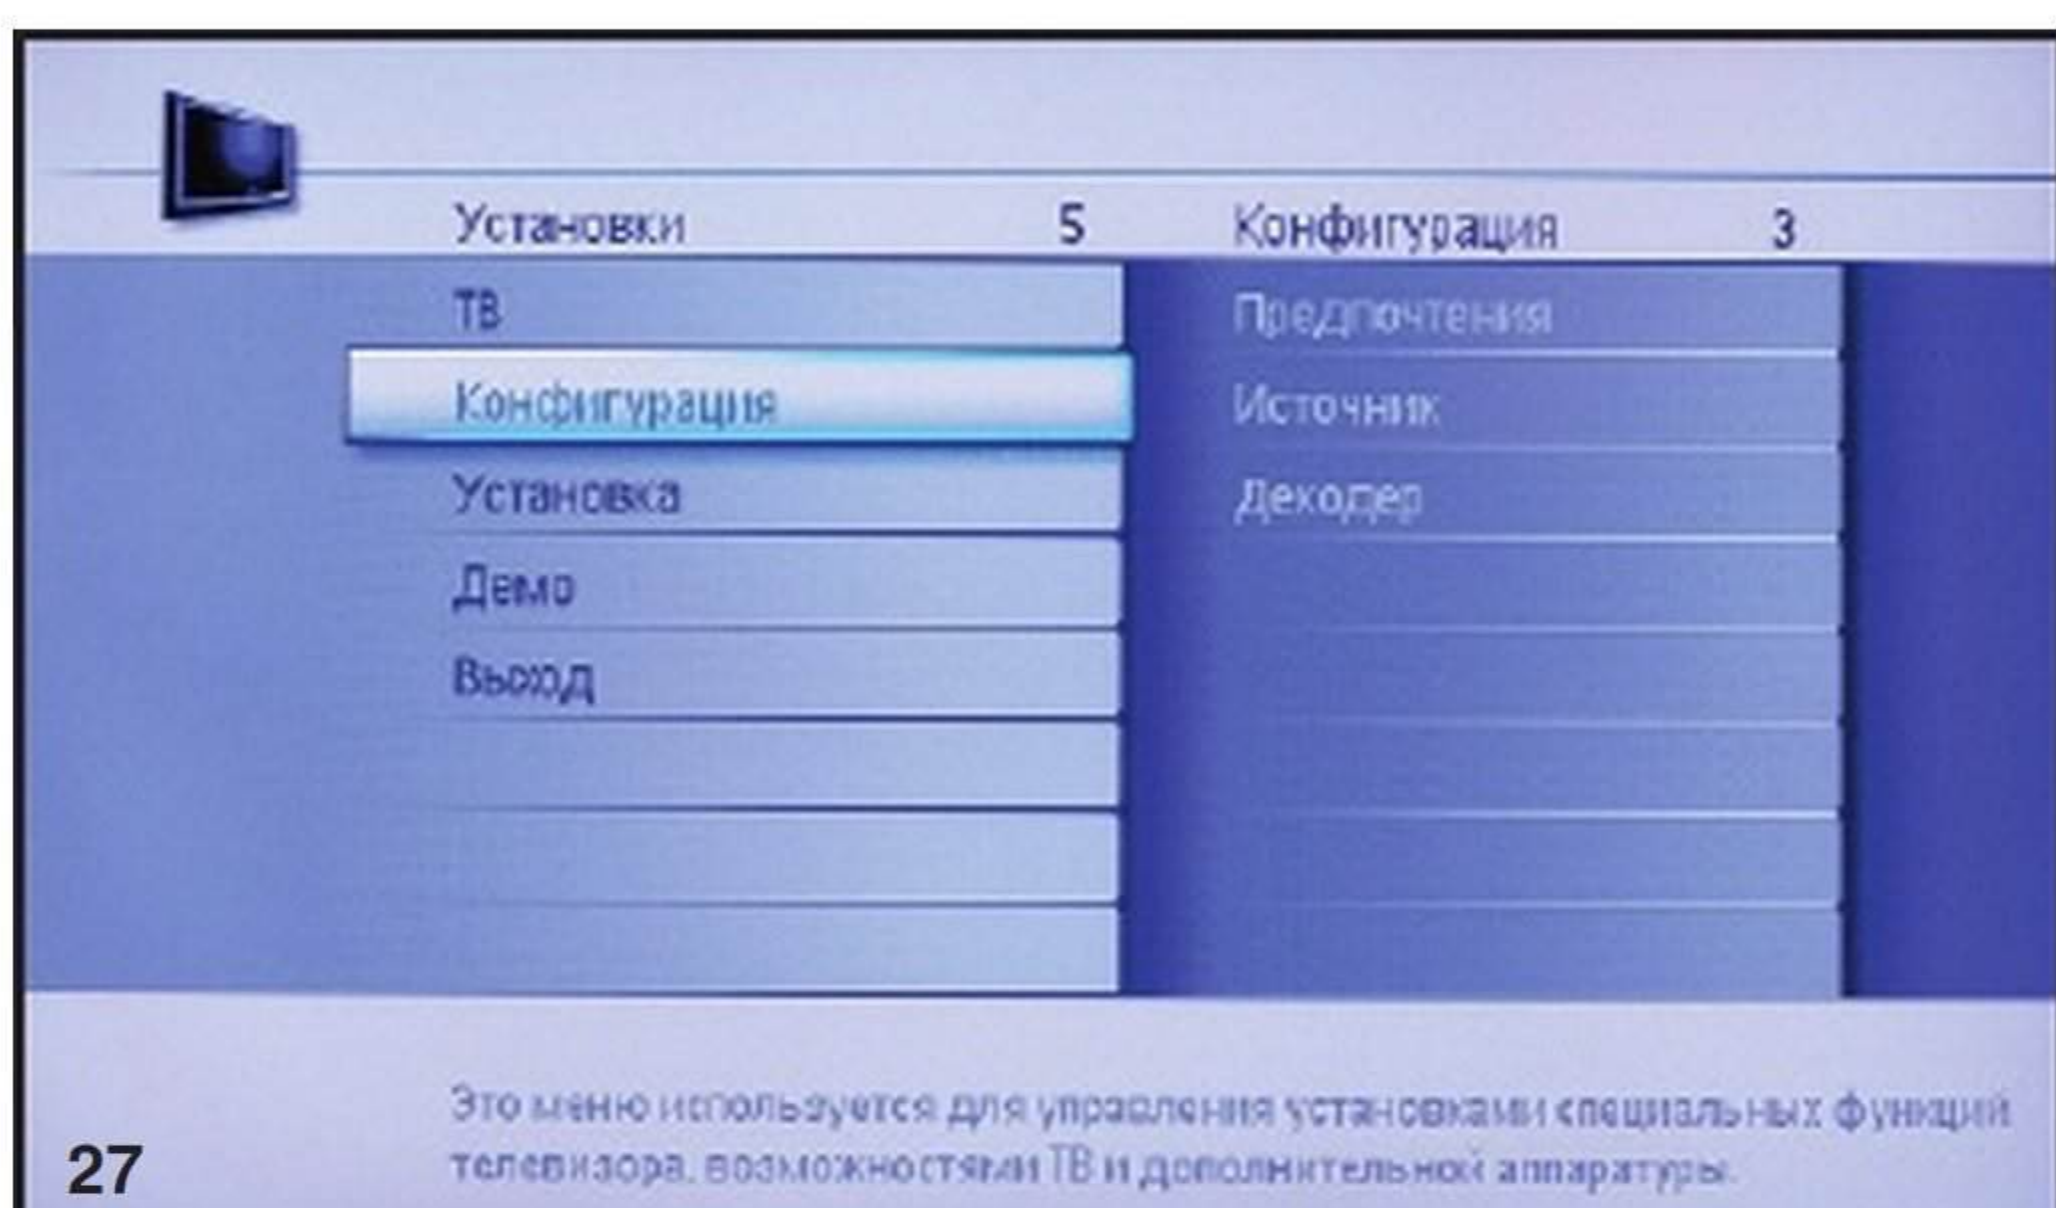 Установки 5 Конфигурация 3
ТВ Предпочтения
Конфигурация Источник
Установка Декодер
Демо
Выход
Это меню используется для управления установками специальных функций
телевизора, возможностями ТВ и дополнительной аппаратуры.
27